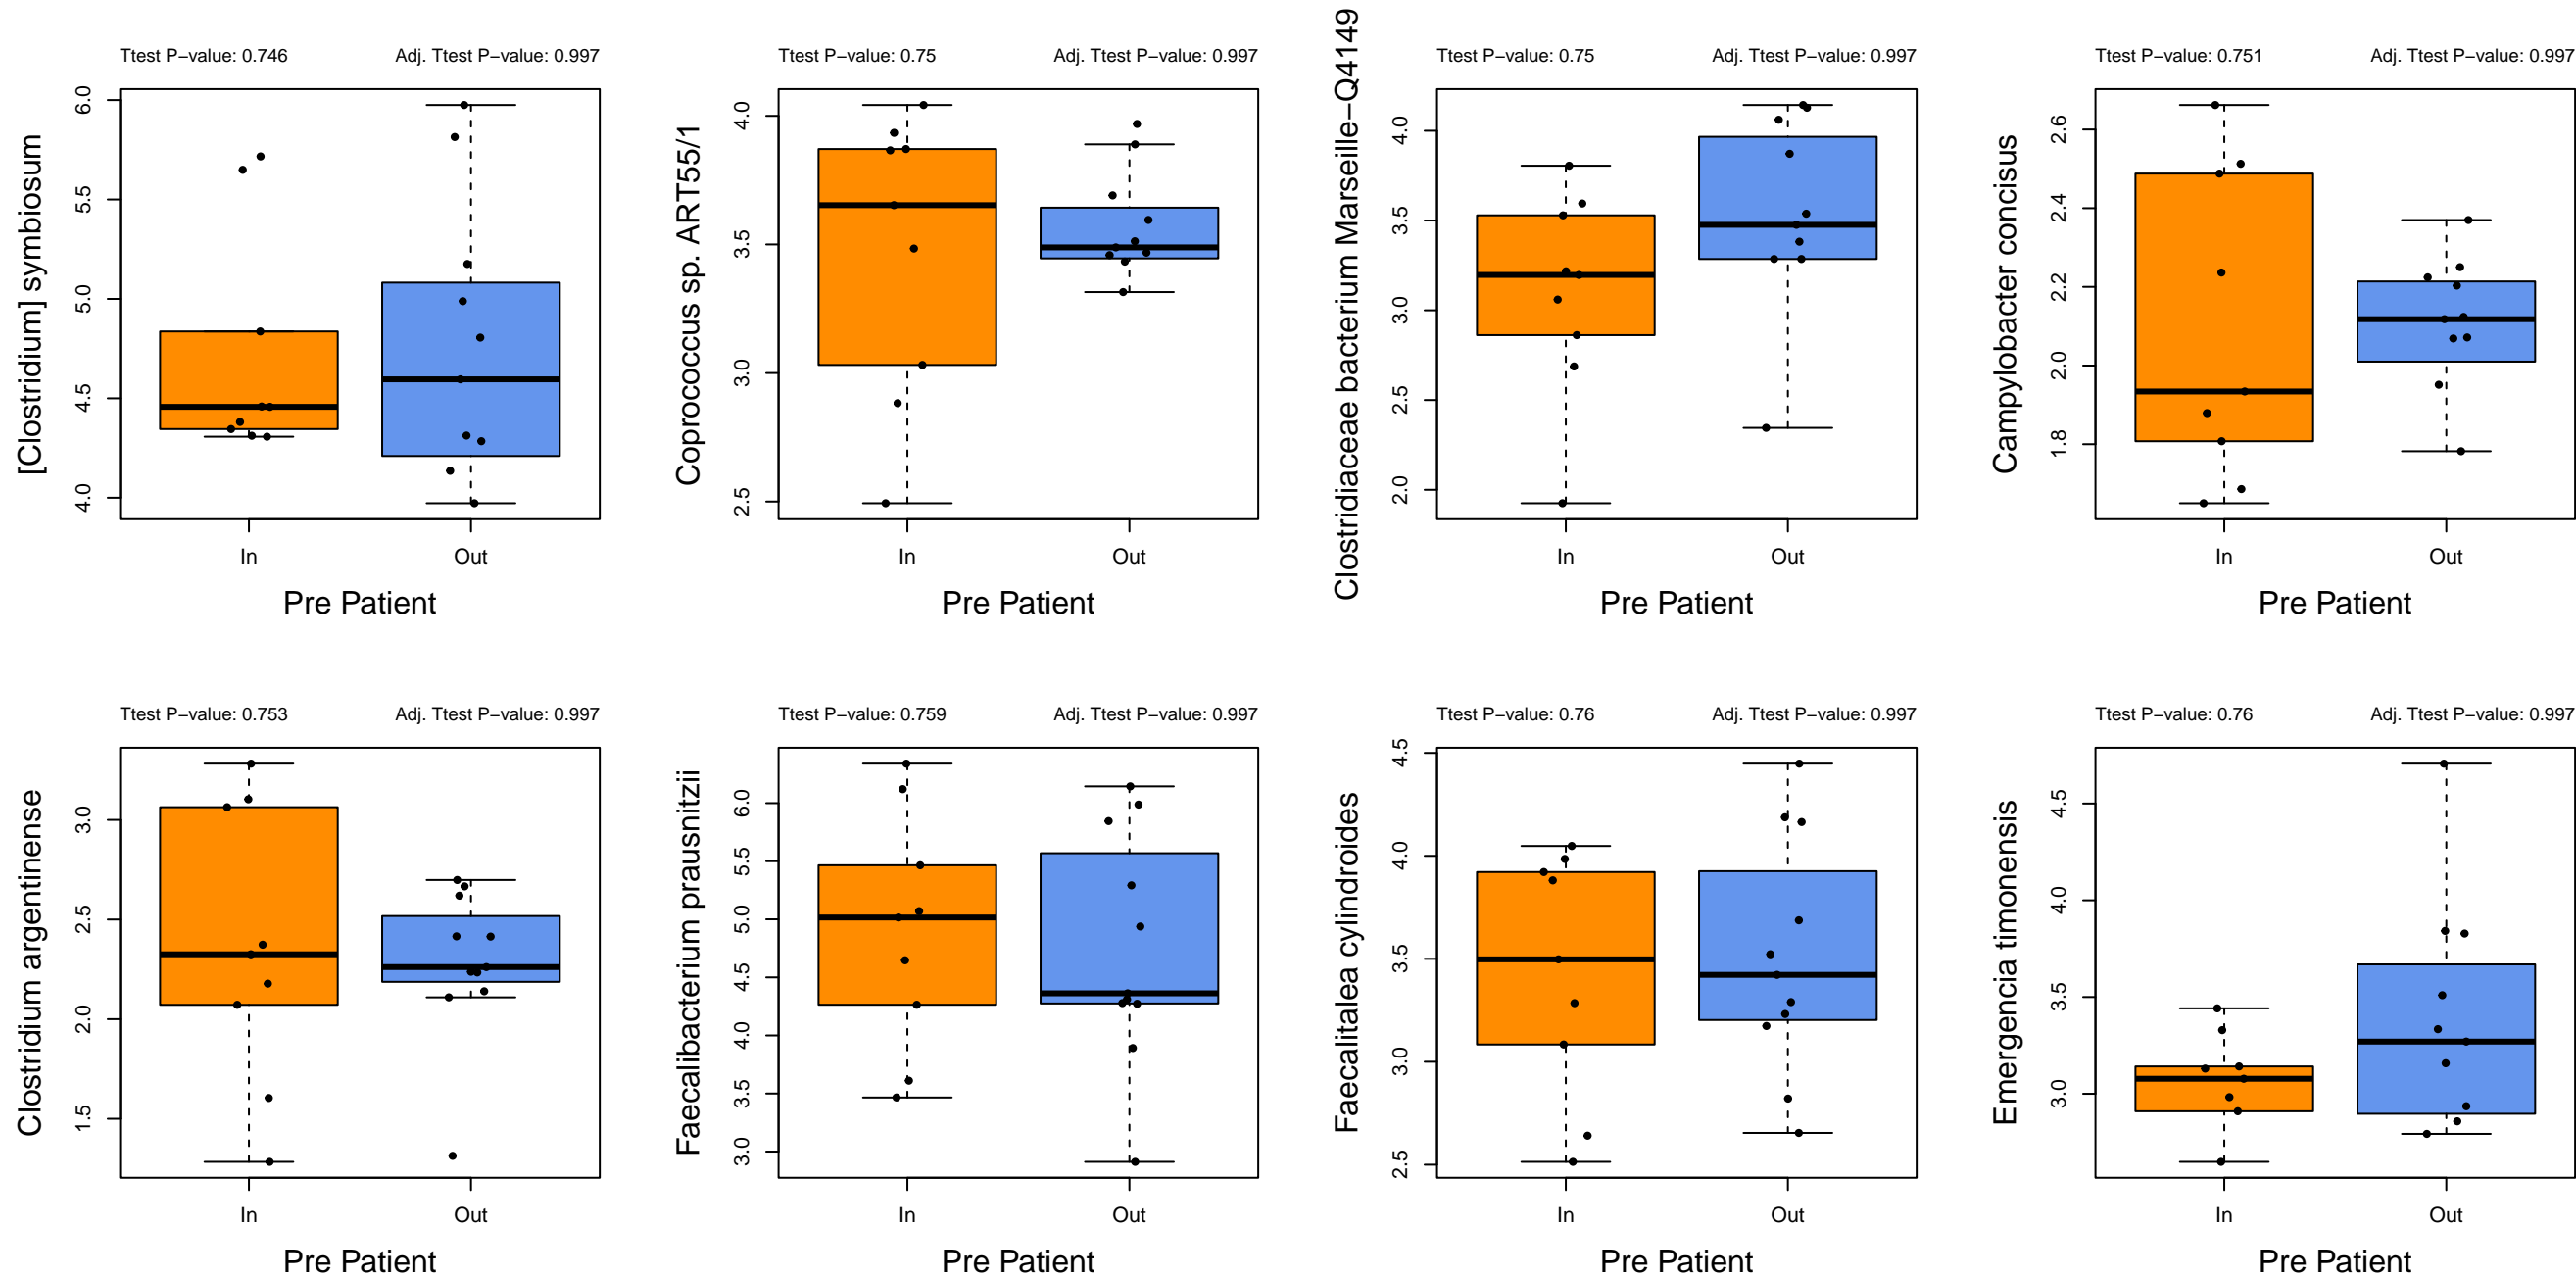 Ttest P−value: 0.746
Adj. Ttest P−value: 0.997
[Clostridium] symbiosum
6.0
5.5
5.0
4.5
4.0
In
Out
Pre Patient
Ttest P−value: 0.75
Adj. Ttest P−value: 0.997
Coprococcus sp. ART55/1
4.0
3.5
3.0
2.5
In
Out
Pre Patient
Ttest P−value: 0.75
Adj. Ttest P−value: 0.997
Clostridiaceae bacterium Marseille−Q4149
4.0
3.5
3.0
2.5
2.0
In
Out
Pre Patient
Ttest P−value: 0.751
Adj. Ttest P−value: 0.997
Campylobacter concisus
2.6
2.4
2.2
2.0
1.8
In
Out
Pre Patient
Ttest P−value: 0.753
Adj. Ttest P−value: 0.997
Clostridium argentinense
3.0
2.5
2.0
1.5
In
Out
Pre Patient
Ttest P−value: 0.759
Adj. Ttest P−value: 0.997
Faecalibacterium prausnitzii
6.0
5.5
5.0
4.5
4.0
3.5
3.0
In
Out
Pre Patient
Ttest P−value: 0.76
Adj. Ttest P−value: 0.997
Faecalitalea cylindroides
4.5
4.0
3.5
3.0
2.5
In
Out
Pre Patient
Ttest P−value: 0.76
Adj. Ttest P−value: 0.997
Emergencia timonensis
4.5
4.0
3.5
3.0
In
Out
Pre Patient